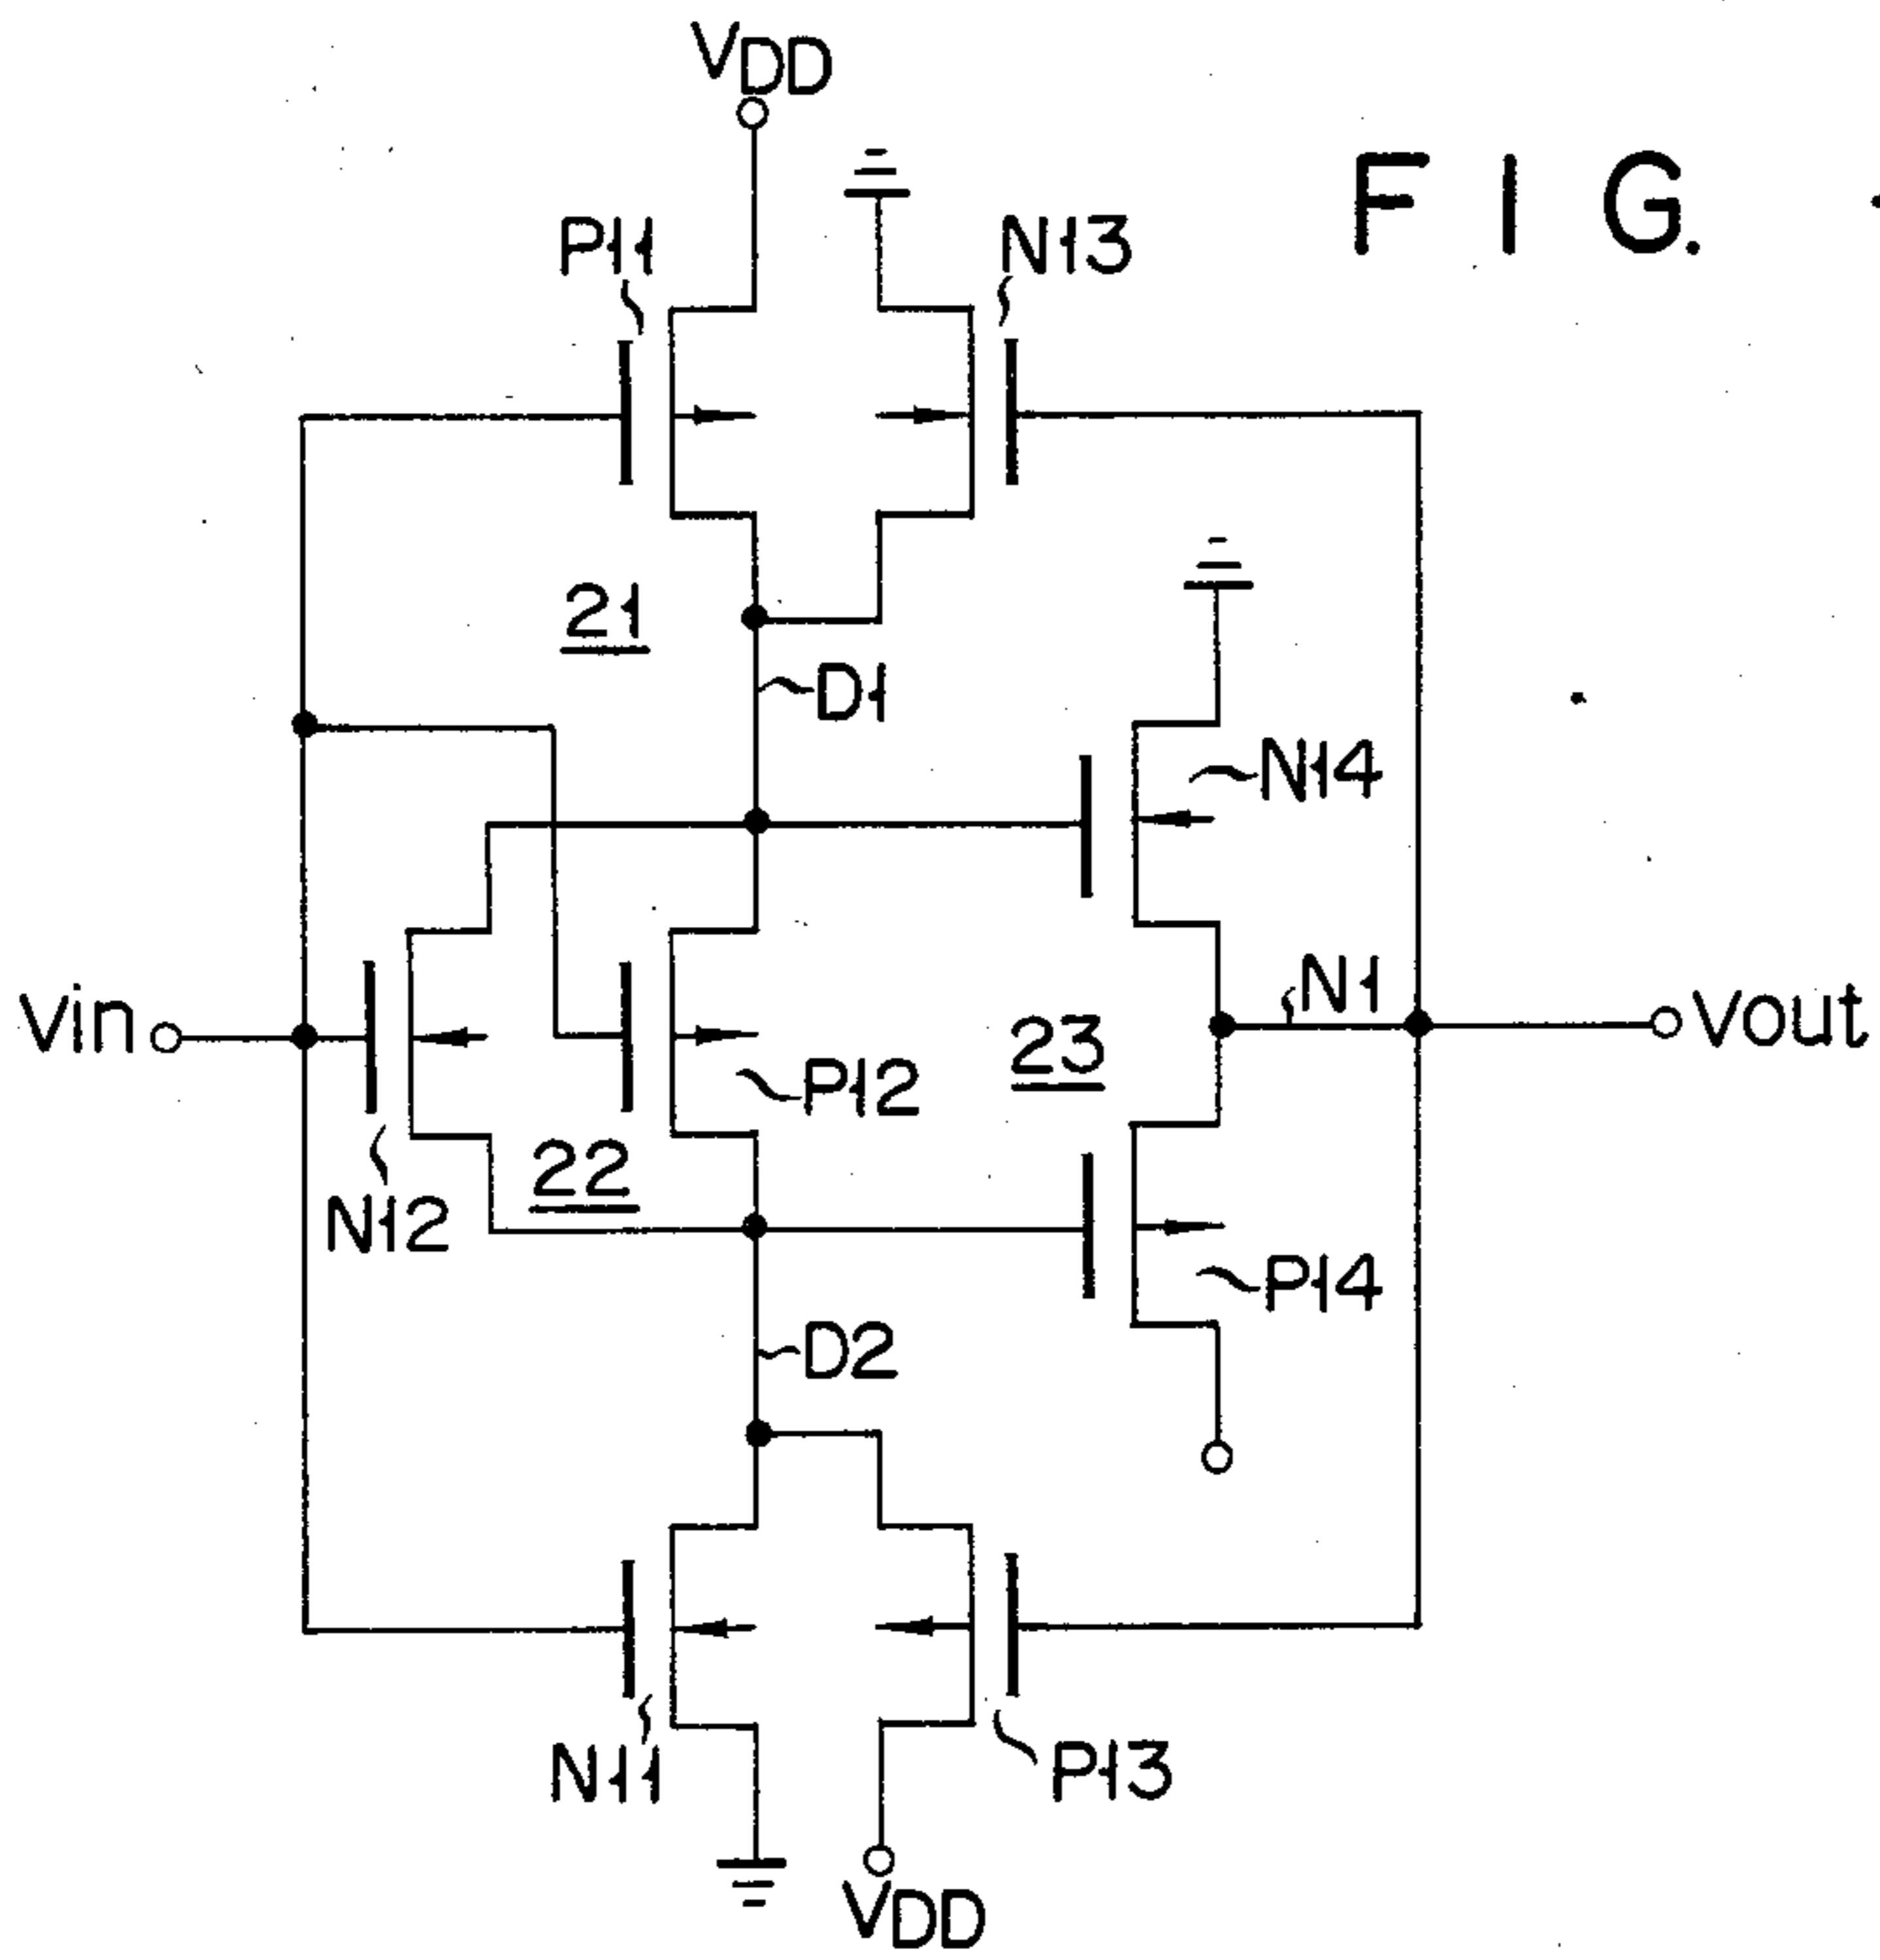 VDD
FIG.
P11
N13
21
D1
N14
Vin
N1
Vout
23
P12
22
N12
P14
D2
N11
P13
VDD